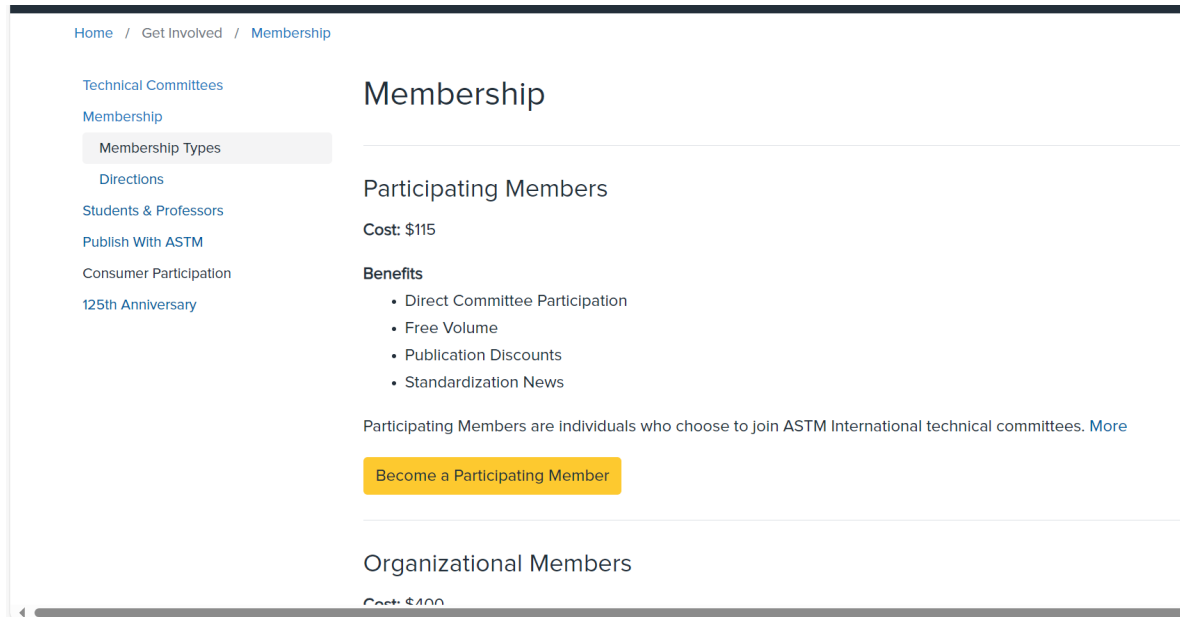 Home / Get Involved / Membership
Technical Committees
Membership
Membership Types
Directions
Students & Professors
Publish With ASTM
Consumer Participation
125th Anniversary
Membership
Participating Members
Cost: $115
Benefits
• Direct Committee Participation
• Free Volume
• Publication Discounts
• Standardization News
Participating Members are individuals who choose to join ASTM International technical committees. More
Become a Participating Member
Organizational Members
Cost: $400